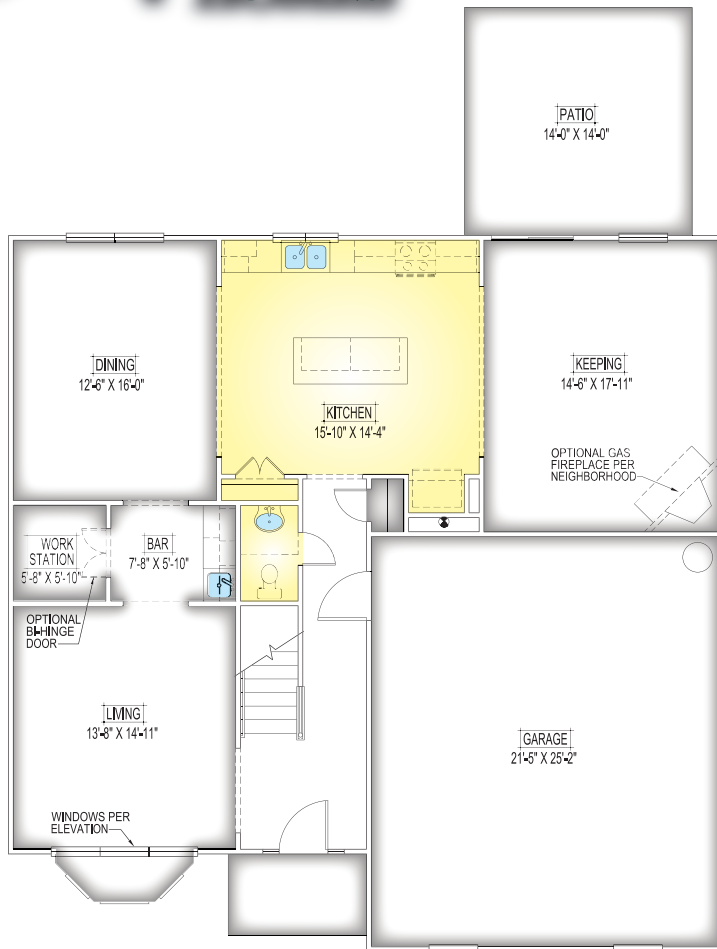 PATIO
14'-0" X 14'-0"
DINING
12'-6" X 16'-0"
KITCHEN
15'-10" X 14'-4"
KEEPING
14'-6" X 17'-11"
OPTIONAL GAS
FIREPLACE PER
NEIGHBORHOOD
WORK
STATION
5'-8" X 5'-10"
BAR
7'-8" X 5'-10"
OPTIONAL
BI-HINGE
DOOR
LIVING
13'-8" X 14'-11"
GARAGE
21'-5" X 25'-2"
WINDOWS PER
ELEVATION